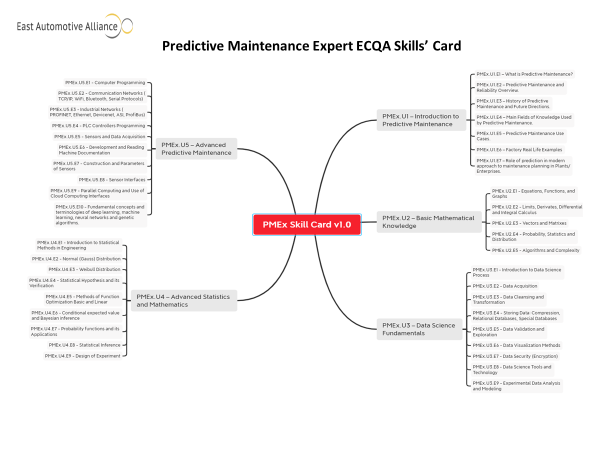 East Automotive Alliance
Predictive Maintenance Expert ECQA Skills' Card
PMEx.U5.E1 – Computer Programming
PMEx.U5.E2 – Communication Networks (
TCP/IP, WiFi, Bluetooth, Serial Protocols)
PMEx.U5.E3 – Industrial Networks (
PROFINET, Ethernet, Devicenet, ASI, ProfiBus)
PMEx.U5.E4 – PLC Controllers Programming
PMEx.U5.E5 – Sensors and Data Acquisition
PMEx.U5.E6 – Development and Reading
Machine Documentation
PMEx.U5.E7 – Construction and Parameters
of Sensors
PMEx.U5.E8 – Sensor Interfaces
PMEx.U5.E9 – Parallel Computing and Use of
Cloud Computing Interfaces
PMEx.U5.E10 – Fundamental concepts and
terminologies of deep learning, machine
learning, neural networks and genetic
algorithms.
PMEx.U5 – Advanced
Predictive Maintenance
PMEx.U4.E1 – Introduction to Statistical
Methods in Engineering
PMEx.U4.E2 – Normal (Gauss) Distribution
PMEx.U4.E3 – Weibull Distribution
PMEx.U4.E4 – Statistical Hypothesis and its
Verification
PMEx.U4.E5 – Methods of Function
Optimization Basic and Linear
PMEx.U4.E6 – Conditional expected value
and Bayesian Inference
PMEx.U4.E7 – Probability functions and its
Applications
PMEx.U4.E8 – Statistical Inference
PMEx.U4.E9 – Design of Experiment
PMEx.U4 – Advanced Statistics
and Mathematics
PMEx Skill Card v1.0
PMEx.U1 – Introduction to
Predictive Maintenance
PMEx.U1.E1 – What is Predictive Maintenance?
PMEx.U1.E2 – Predictive Maintenance and
Reliability Overview
PMEx.U1.E3 – History of Predictive
Maintenance and Future Directions.
PMEx.U1.E4 – Main Fields of Knowledge Used
by Predictive Maintenance.
PMEx.U1.E5 – Predictive Maintenance Use
Cases.
PMEx.U1.E6 – Factory Real Life Examples
PMEx.U1.E7 – Role of prediction in modern
approach to maintenance planning in Plants/
Enterprises.
PMEx.U2 – Basic Mathematical
Knowledge
PMEx.U2.E1 – Equations, Functions, and
Graphs
PMEx.U2.E2 – Limits, Derivates, Differential
and Integral Calculus
PMEx.U2.E3 – Vectors and Matrixes
PMEx.U2.E4 – Probability, Statistics and
Distribution
PMEx.U2.E5 – Algorithms and Complexity
PMEx.U3 – Data Science
Fundamentals
PMEx.U3.E1 – Introduction to Data Science
Process
PMEx.U3.E2 – Data Acquisition
PMEx.U3.E3 – Data Cleansing and
Transformation
PMEx.U3.E4 – Storing Data: Compression,
Relational Databases, Special Databases
PMEx.U3.E5 – Data Validation and
Exploration
PMEx.U3.E6 – Data Visualization Methods
PMEx.U3.E7 – Data Security (Encryption)
PMEx.U3.E8 – Data Science Tools and
Technology
PMEx.U3.E9 – Experimental Data Analysis
and Modeling